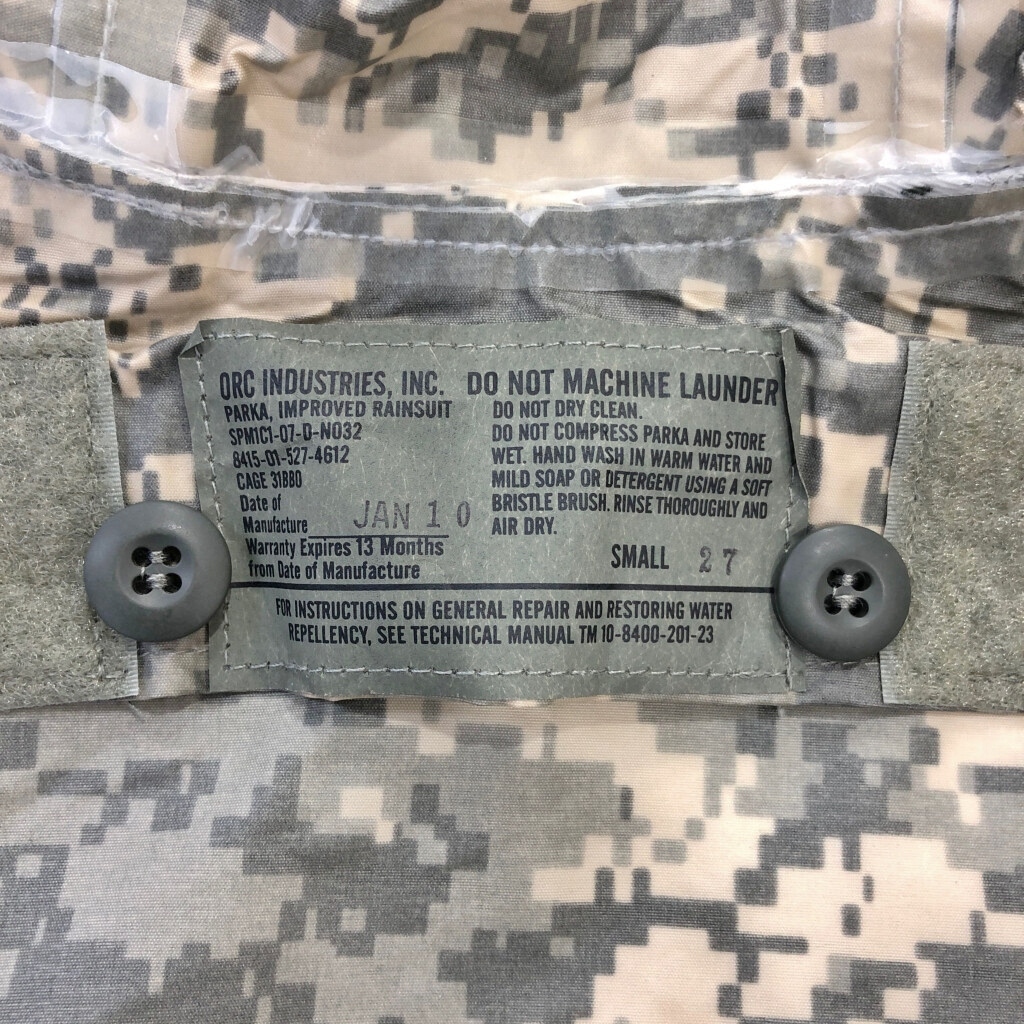 ORC INDUSTRIES, INC.
PARKA, IMPROVED RAINSUIT
SPM1C1-07-D-N032
8415-01-527-4612
CAGE 31BB0
Date of
Manufacture JAN 10
Warranty Expires 13 Months
from Date of Manufacture
DO NOT MACHINE LAUNDER
DO NOT DRY CLEAN.
DO NOT COMPRESS PARKA AND STORE
WET. HAND WASH IN WARM WATER AND
MILD SOAP OR DETERGENT USING A SOFT
BRISTLE BRUSH. RINSE THOROUGHLY AND
AIR DRY.
SMALL 27
FOR INSTRUCTIONS ON GENERAL REPAIR AND RESTORING WATER
REPELLENCY, SEE TECHNICAL MANUAL TM 10-8400-201-23